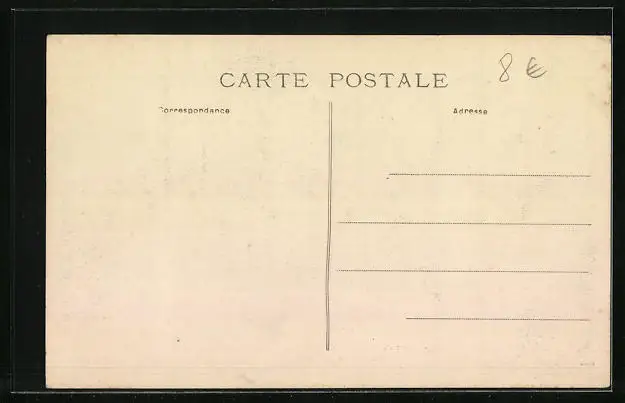 CARTE POSTALE
8 €
Correspondance
Adresse